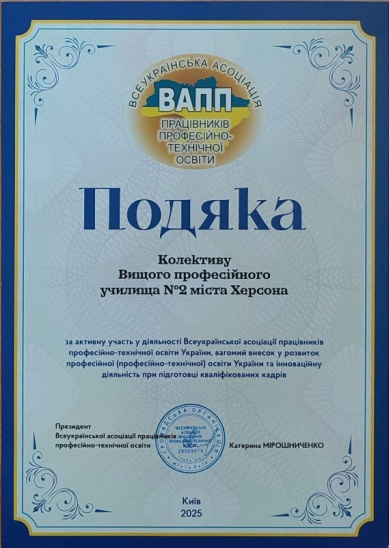 ВСЕУКРАЇНСЬКА АСОЦІАЦІЯ
ВАПП
ПРАЦІВНИКІВ
ПРОФЕСІЙНО-
ТЕХНІЧНОЇ
ОСВІТИ
Подяка
Колективу
Вищого професійного
училища №2 міста Херсона
за активну участь у діяльності Всеукраїнської асоціації працівників
професійно-технічної освіти України, вагомий внесок у розвиток
професійної (професійно-технічної) освіти України та інноваційну
діяльність при підготовці кваліфікованих кадрів
Президент
Всеукраїнської асоціації працівників
професійно-технічної освіти
Катерина МІРОШНИЧЕНКО
Київ
2025